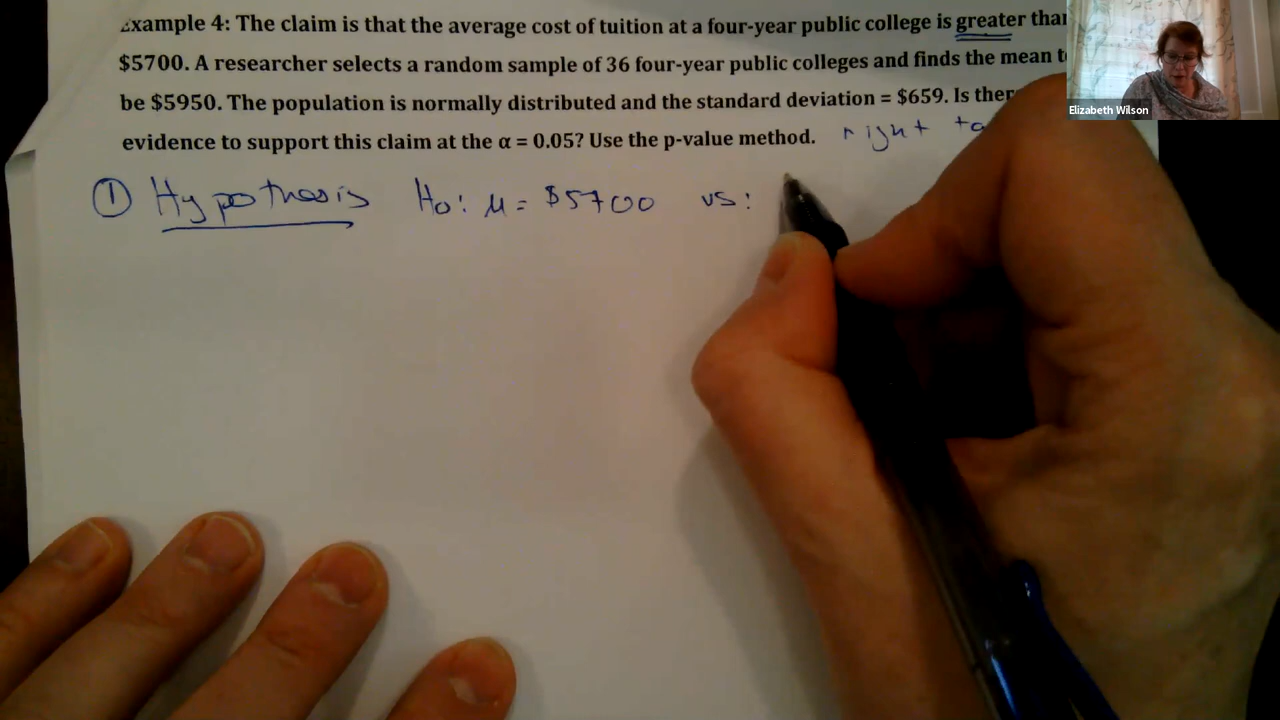 Example 4: The claim is that the average cost of tuition at a four-year public college is greater than
$5700. A researcher selects a random sample of 36 four-year public colleges and finds the mean
be $5950. The population is normally distributed and the standard deviation = $659. Is
evidence to support this claim at the α = 0.05? Use the p-value method. right
① Hypothesis H₀: μ = $5700 vs:
Elizabeth Wilson